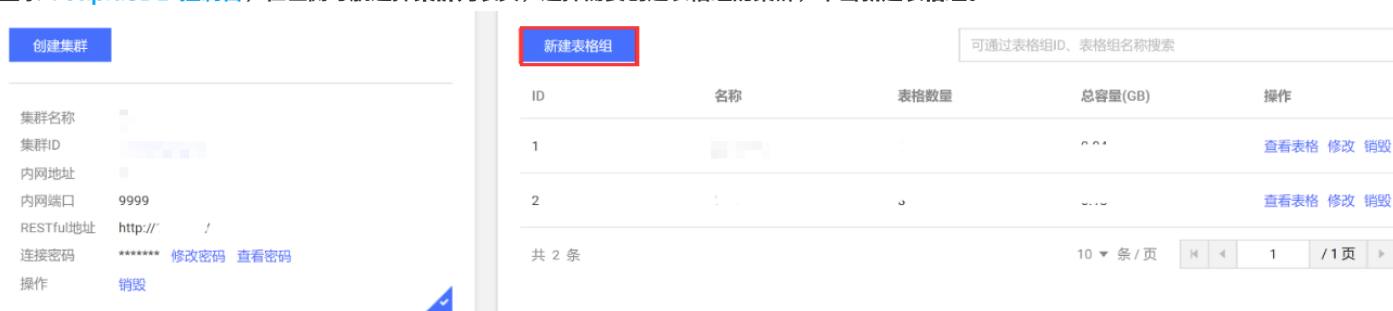 创建集群
集群名称
集群ID
内网地址
内网端口 9999
RESTful地址 http://
连接密码 ******* 修改密码 查看密码
操作 销毁
新建表格组 可通过表格组ID、表格组名称搜索
ID 名称 表格数量 总容量(GB) 操作
1 查看表格 修改 销毁
2 查看表格 修改 销毁
共 2 条 10 条 / 页 1 / 1 页